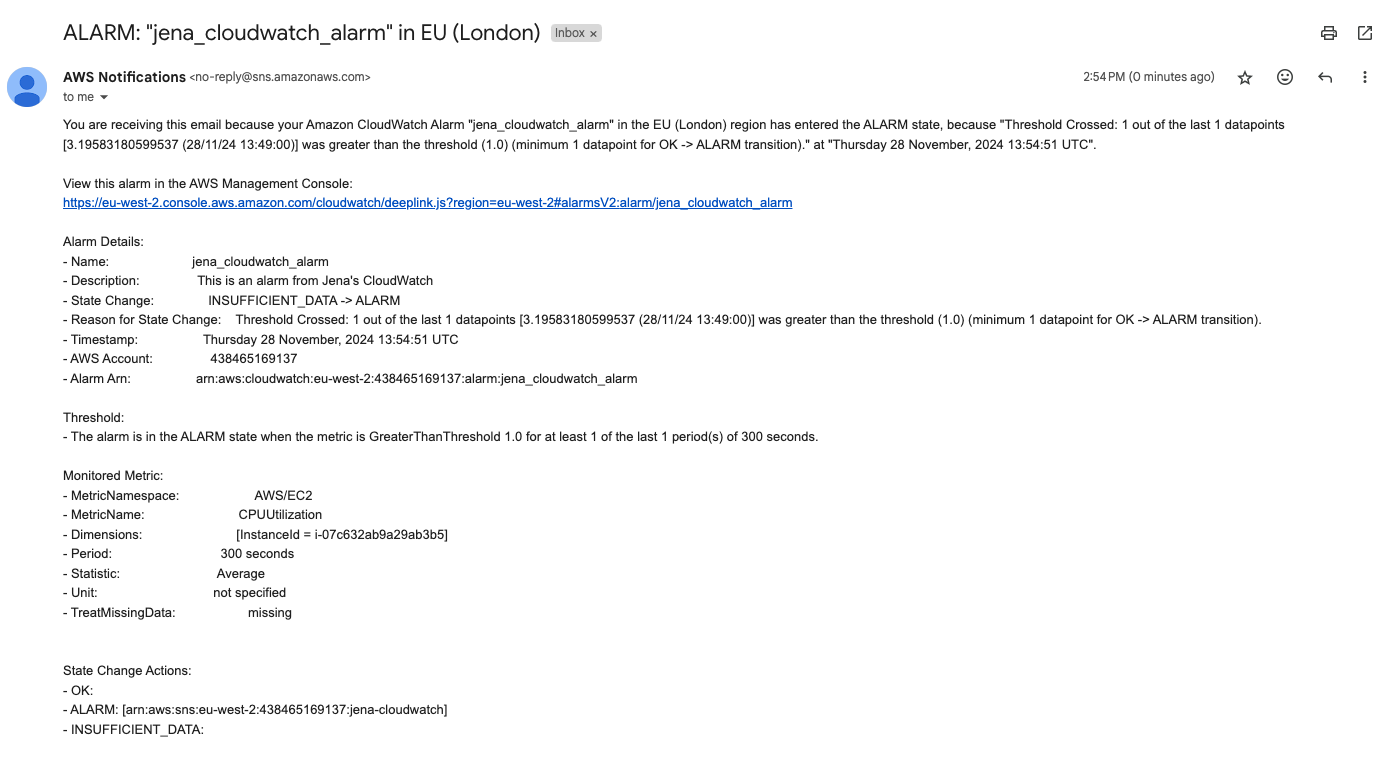 ALARM: "jena_cloudwatch_alarm" in EU (London) Inbox ×
AWS Notifications <no-reply@sns.amazonaws.com> 2:54 PM (0 minutes ago)
to me
You are receiving this email because your Amazon CloudWatch Alarm "jena_cloudwatch_alarm" in the EU (London) region has entered the ALARM state, because "Threshold Crossed: 1 out of the last 1 datapoints
[3.19583180599537 (28/11/24 13:49:00)] was greater than the threshold (1.0) (minimum 1 datapoint for OK -> ALARM transition)." at "Thursday 28 November, 2024 13:54:51 UTC".
View this alarm in the AWS Management Console:
https://eu-west-2.console.aws.amazon.com/cloudwatch/deeplink.js?region=eu-west-2#alarmsV2:alarm/jena_cloudwatch_alarm
Alarm Details:
- Name: jena_cloudwatch_alarm
- Description: This is an alarm from Jena's CloudWatch
- State Change: INSUFFICIENT_DATA -> ALARM
- Reason for State Change: Threshold Crossed: 1 out of the last 1 datapoints [3.19583180599537 (28/11/24 13:49:00)] was greater than the threshold (1.0) (minimum 1 datapoint for OK -> ALARM transition).
- Timestamp: Thursday 28 November, 2024 13:54:51 UTC
- AWS Account: 438465169137
- Alarm Arn: arn:aws:cloudwatch:eu-west-2:438465169137:alarm:jena_cloudwatch_alarm
Threshold:
- The alarm is in the ALARM state when the metric is GreaterThanThreshold 1.0 for at least 1 of the last 1 period(s) of 300 seconds.
Monitored Metric:
- MetricNamespace: AWS/EC2
- MetricName: CPUUtilization
- Dimensions: [InstanceId = i-07c632ab9a29ab3b5]
- Period: 300 seconds
- Statistic: Average
- Unit: not specified
- TreatMissingData: missing
State Change Actions:
- OK:
- ALARM: [arn:aws:sns:eu-west-2:438465169137:jena-cloudwatch]
- INSUFFICIENT_DATA: